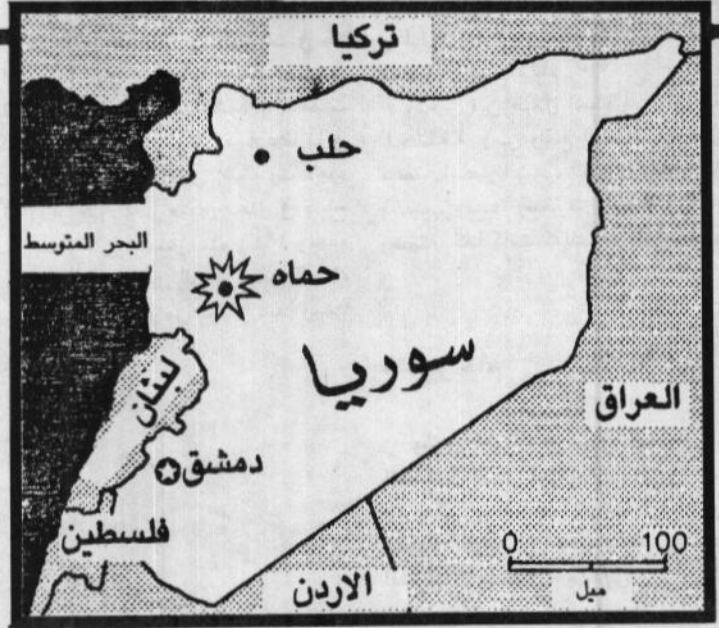 تركيا
حلب
البحر المتوسط
حماه
سوريا
لبنان
العراق
دمشق
فلسطين
0 100
ميل
الاردن